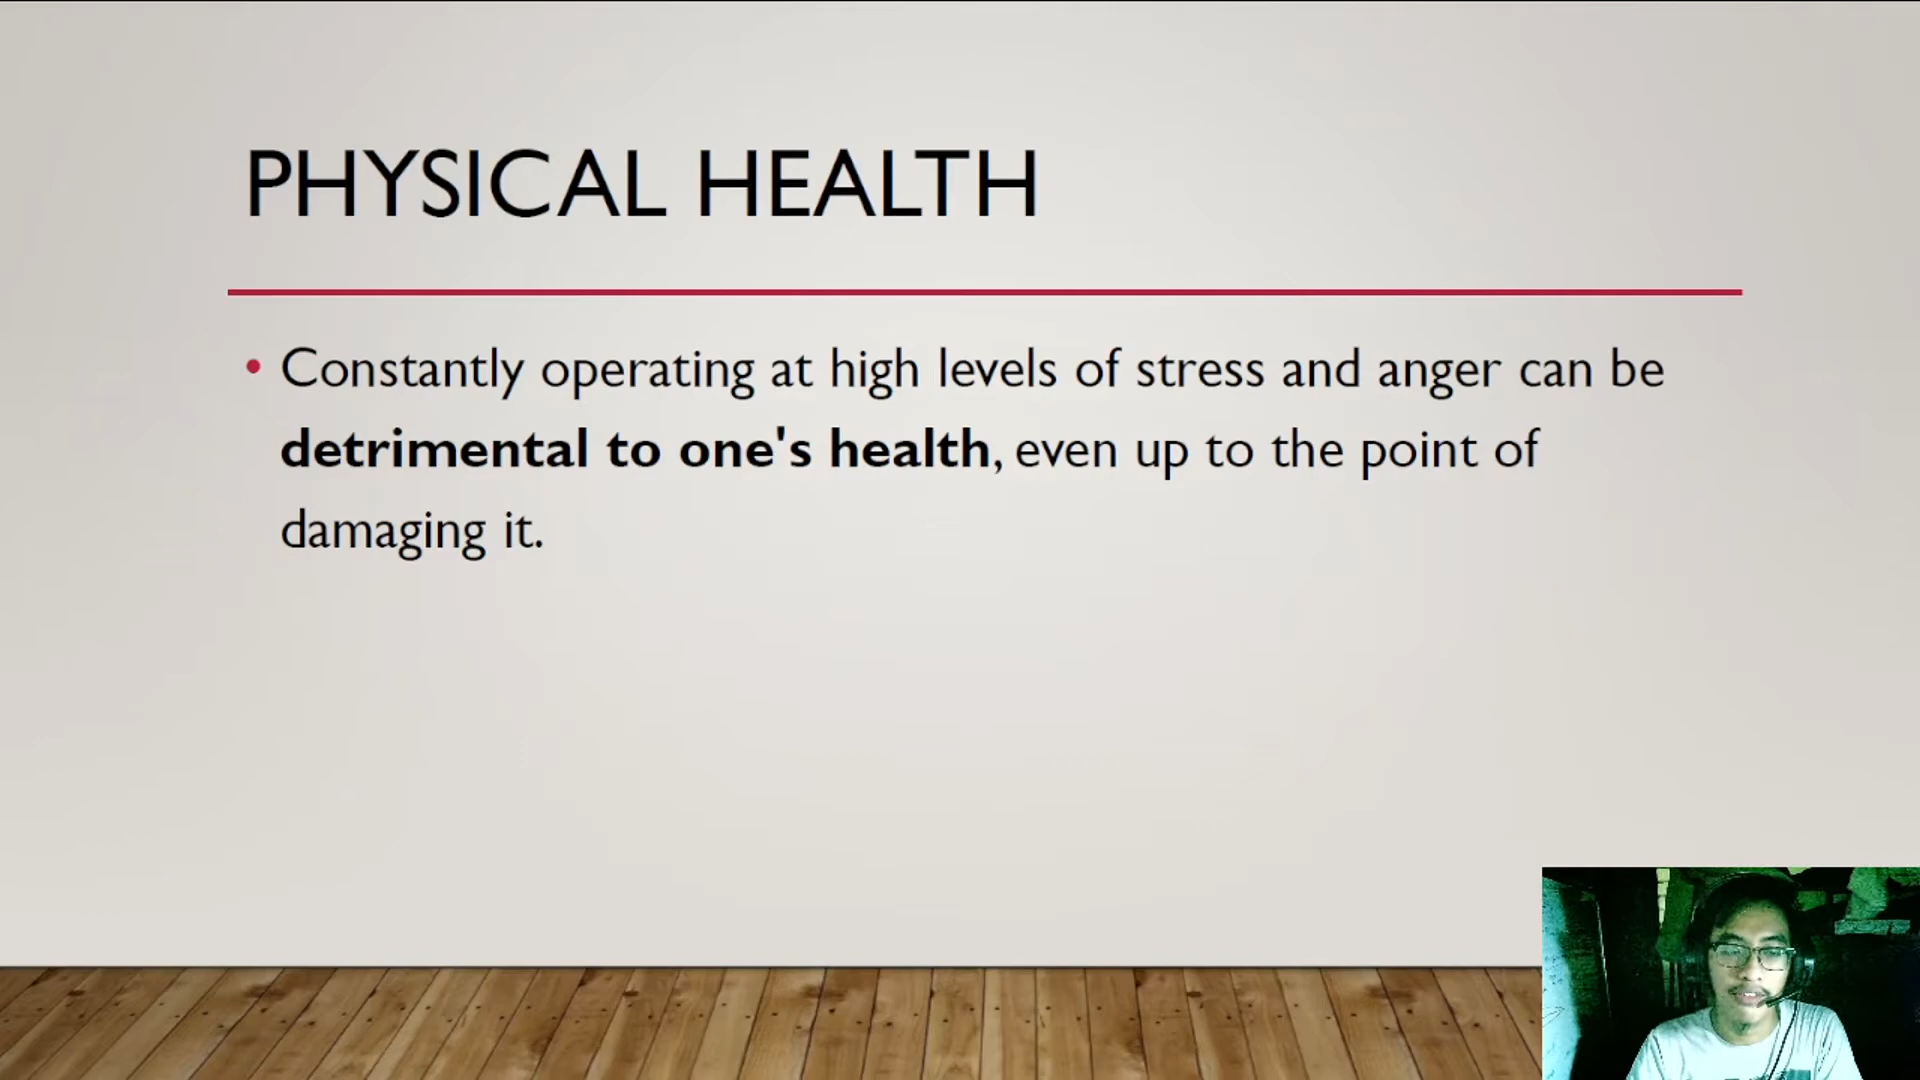 PHYSICAL HEALTH
• Constantly operating at high levels of stress and anger can be
detrimental to one's health, even up to the point of
damaging it.